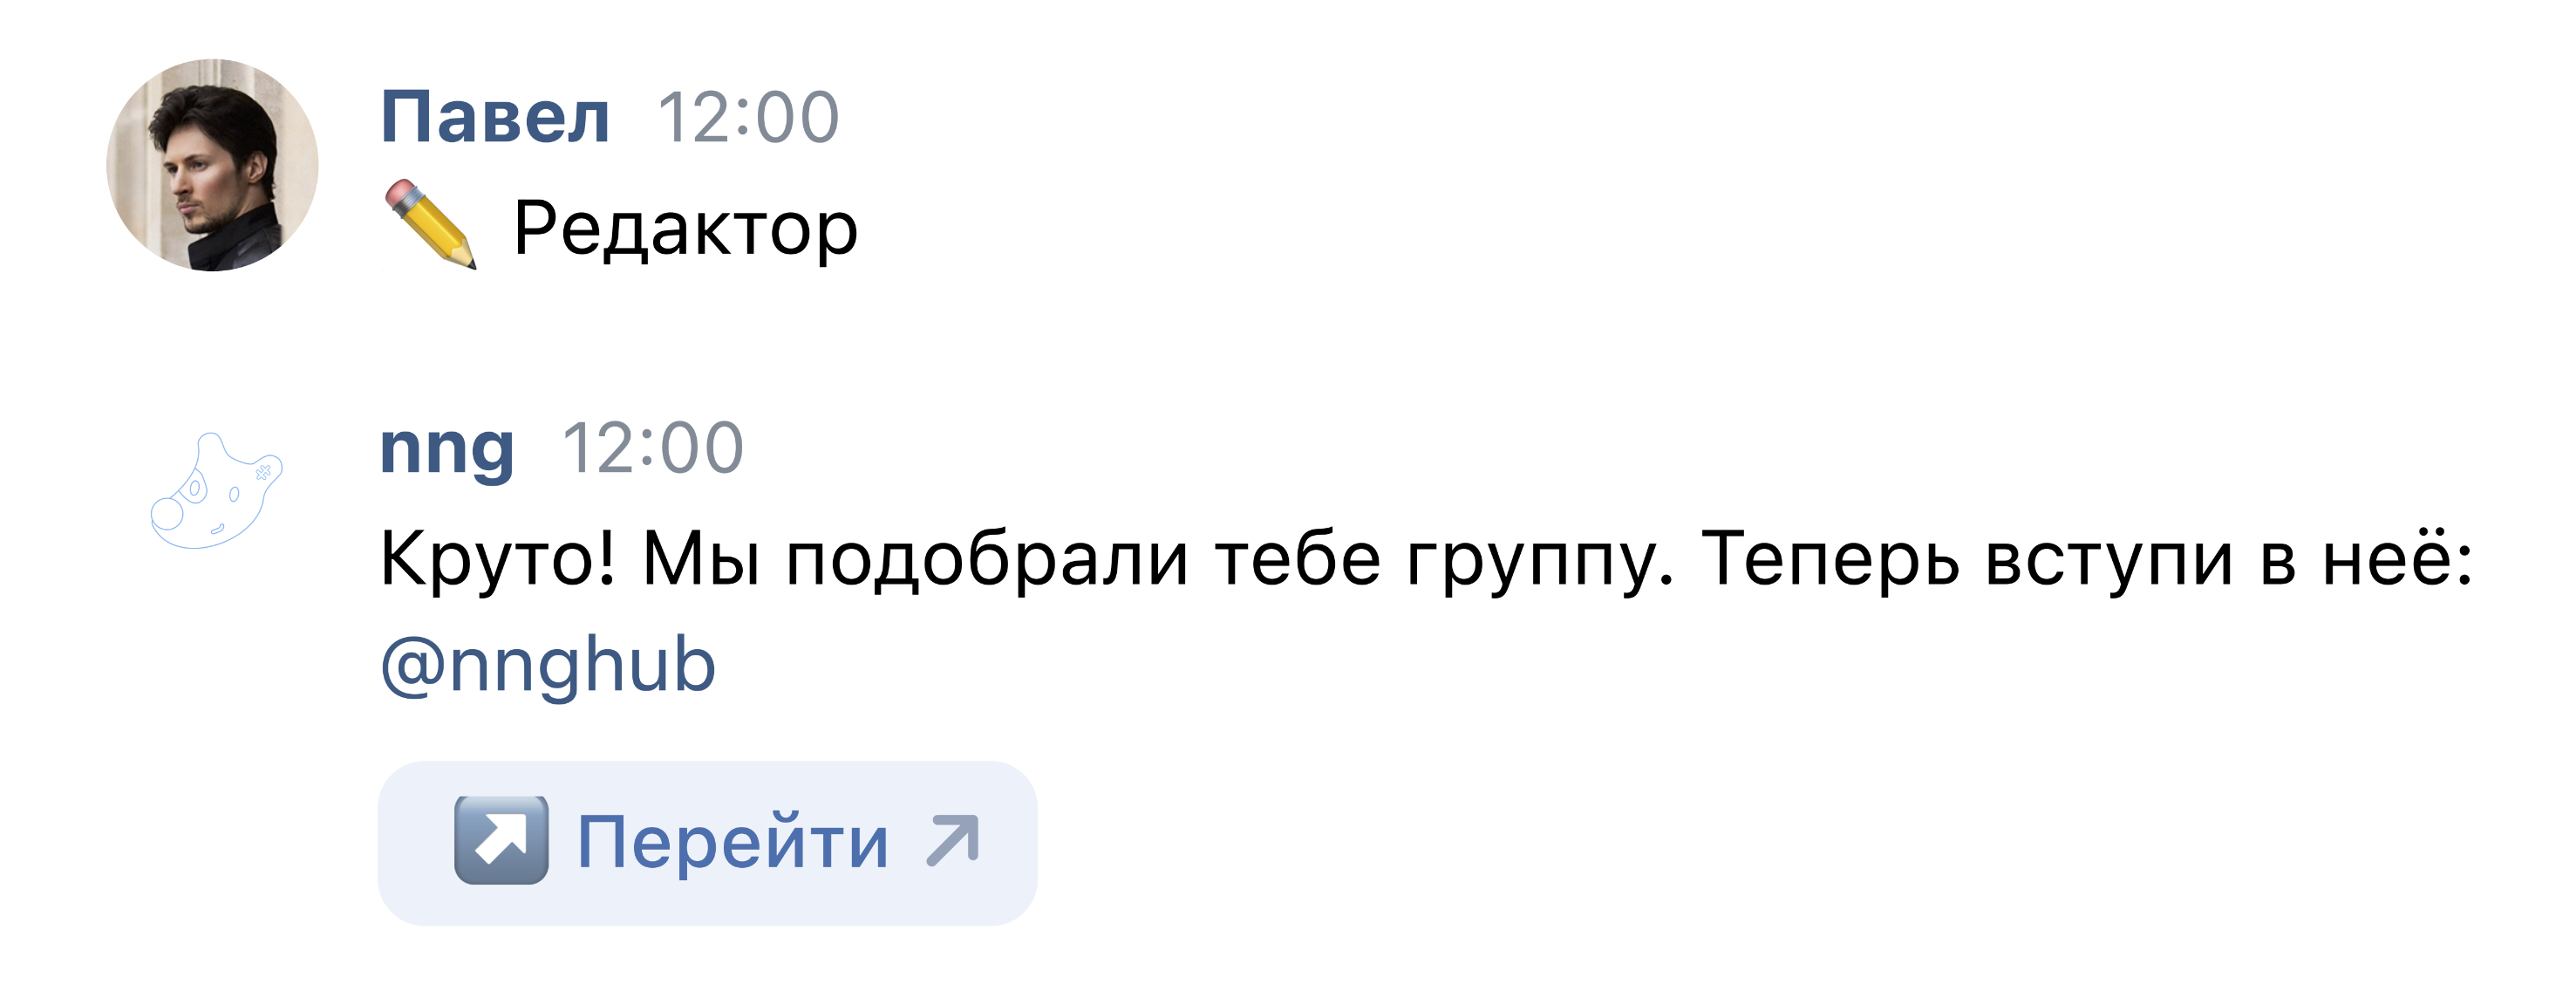 Павел 12:00
✏️ Редактор
nng 12:00
Круто! Мы подобрали тебе группу. Теперь вступи в неё:
@nnghub
↗️ Перейти